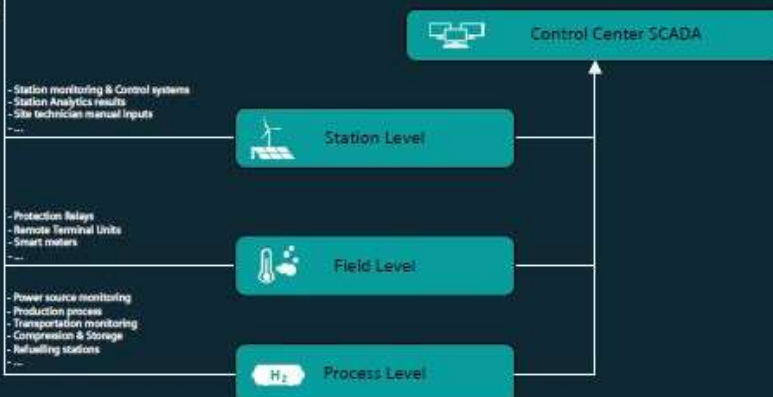 Control Center SCADA
- Station monitoring & Control systems
- Station Analytics results
- Site technician manual inputs
- ...
Station Level
- Protection Relays
- Remote Terminal Units
- Smart meters
- ...
Field Level
- Power source monitoring
- Production process
- Transportation monitoring
- Compression & Storage
- Refuelling stations
- ...
H₂
Process Level